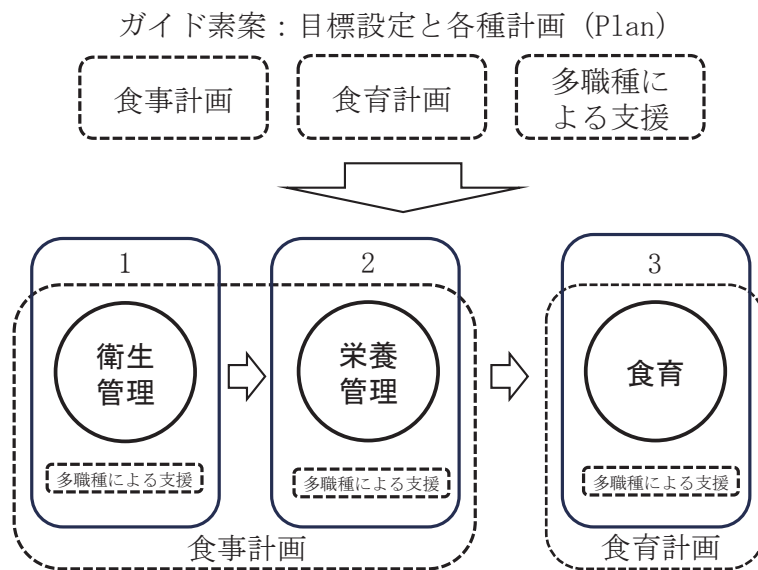 ガイド素案：目標設定と各種計画 (Plan)
食事計画
食育計画
多職種に
よる支援
1
2
3
衛生
管理
栄養
管理
食育
多職種による支援
多職種による支援
多職種による支援
食事計画
食育計画